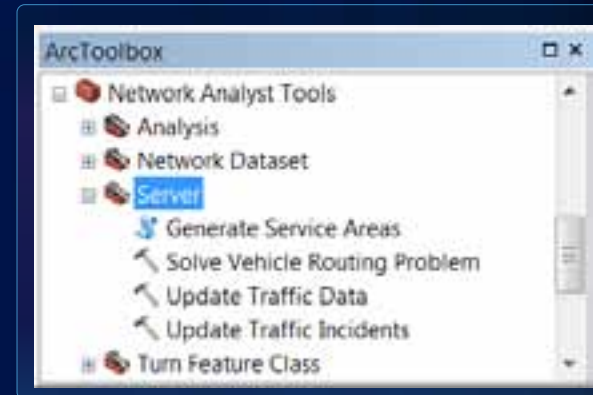 ArcToolbox
Network Analyst Tools
Analysis
Network Dataset
Server
Generate Service Areas
Solve Vehicle Routing Problem
Update Traffic Data
Update Traffic Incidents
Turn Feature Class